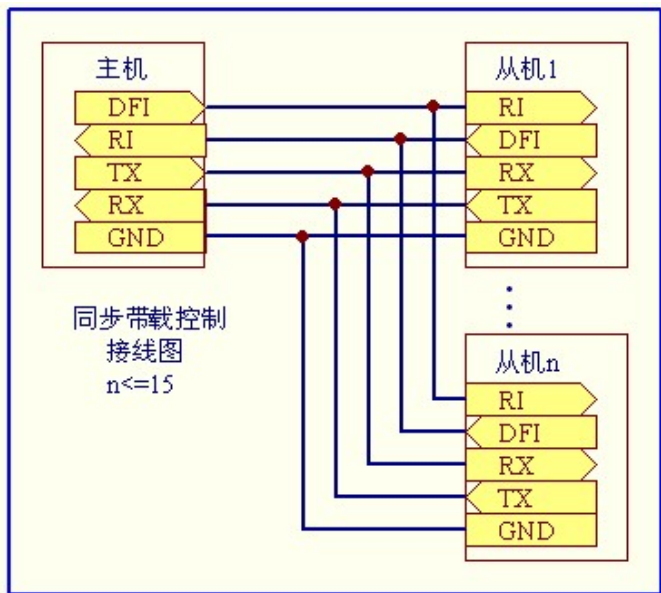 主机
DFI
RI
TX
RX
GND
从机1
RI
DFI
RX
TX
GND
同步带载控制
接线图
n<=15
从机n
RI
DFI
RX
TX
GND